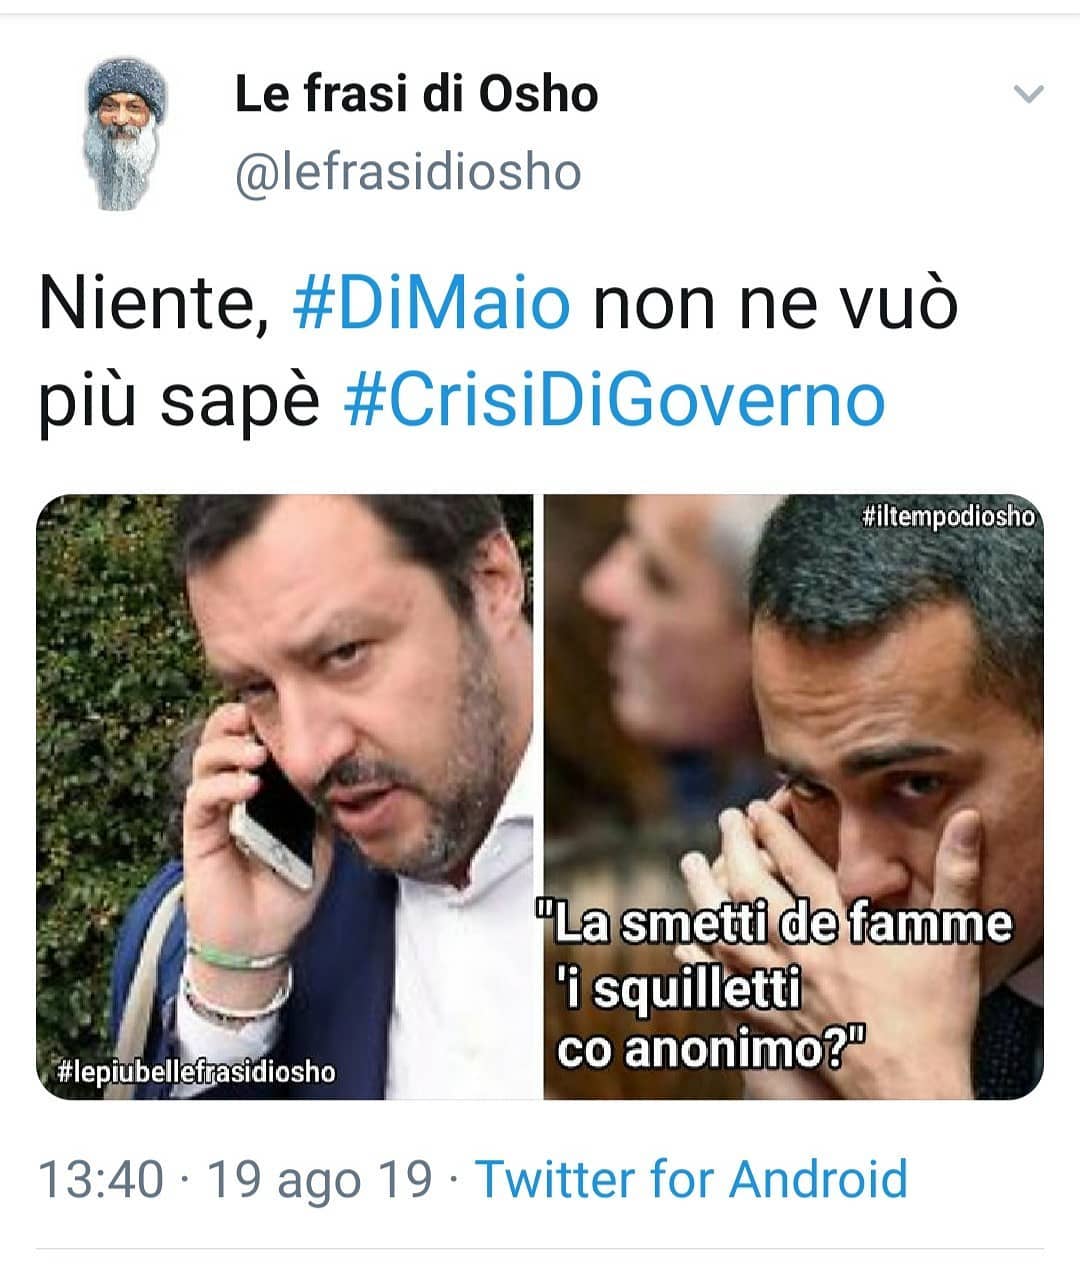 Le frasi di Osho
@lefrasidiosho
Niente, #DiMaio non ne vuò
più sapè #CrisiDiGoverno
#iltempodiosho
"La smetti de famme
'i squilletti
co anonimo?"
#lepiubellefrasidiosho
13:40 · 19 ago 19 · Twitter for Android